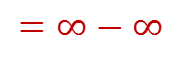 = ∞ − ∞